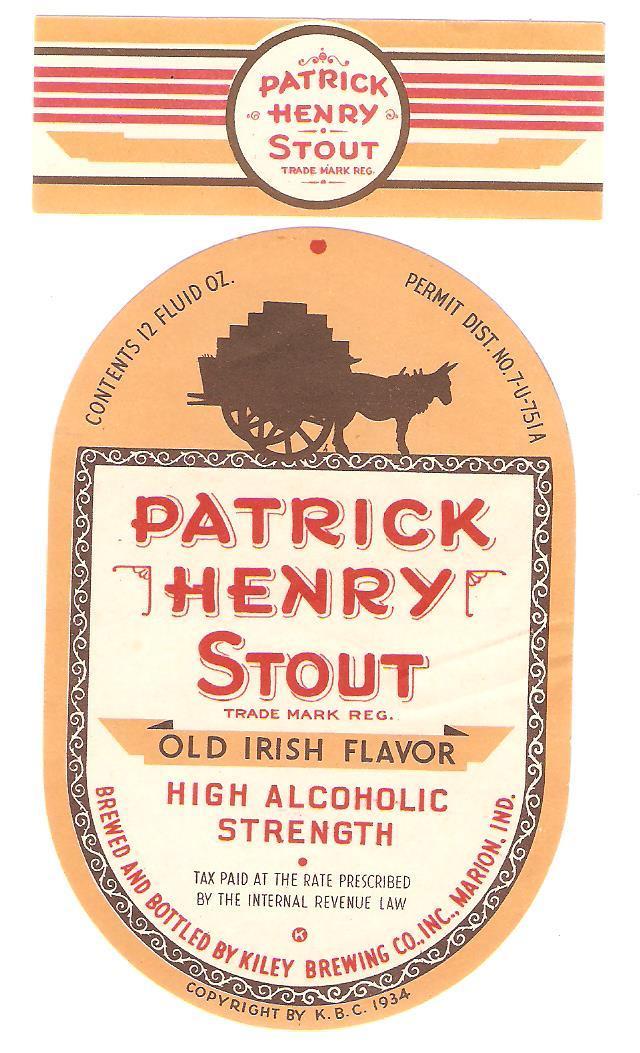 PATRICK
HENRY
STOUT
TRADE MARK REG.
CONTENTS 12 FLUID OZ.
PERMIT DIST. NO. 7-U-751A
PATRICK
HENRY
STOUT
TRADE MARK REG.
OLD IRISH FLAVOR
HIGH ALCOHOLIC
STRENGTH
TAX PAID AT THE RATE PRESCRIBED
BY THE INTERNAL REVENUE LAW
K
BREWED AND BOTTLED BY KILEY BREWING CO., INC., MARION, IND.
COPYRIGHT BY K.B.C. 1934